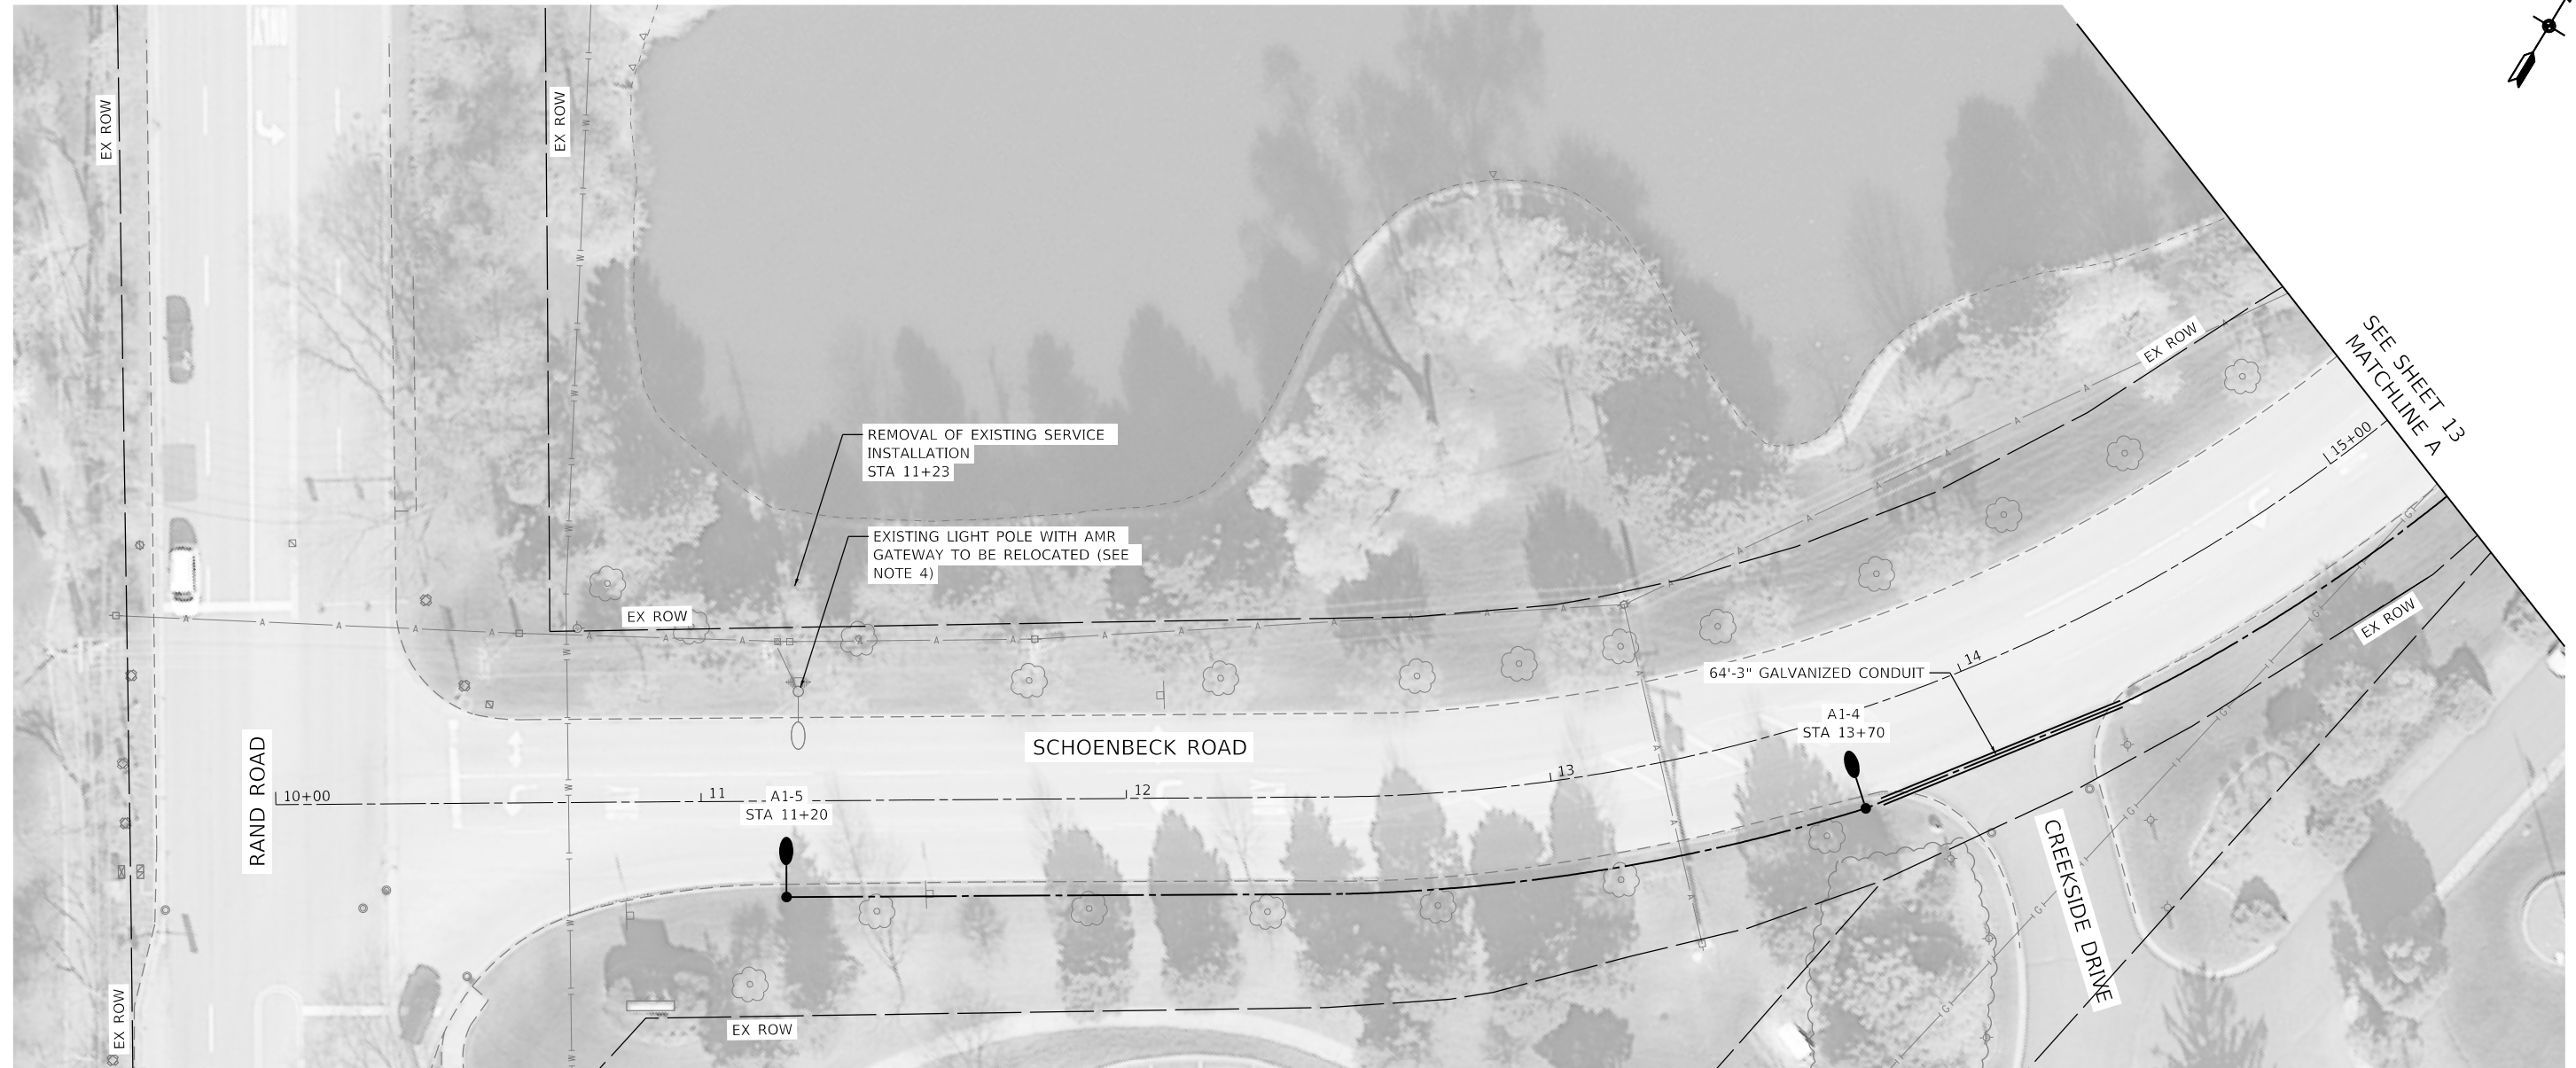 EX ROW
EX ROW
REMOVAL OF EXISTING SERVICE
INSTALLATION
STA 11+23
EXISTING LIGHT POLE WITH AMR
GATEWAY TO BE RELOCATED (SEE
NOTE 4)
EX ROW
EX ROW
SEE SHEET 13
MATCHLINE A
15+00
EX ROW
64'-3" GALVANIZED CONDUIT
14
A1-4
STA 13+70
SCHOENBECK ROAD
RAND ROAD
10+00
11
12
13
A1-5
STA 11+20
CREEKSIDE DRIVE
EX ROW
EX ROW